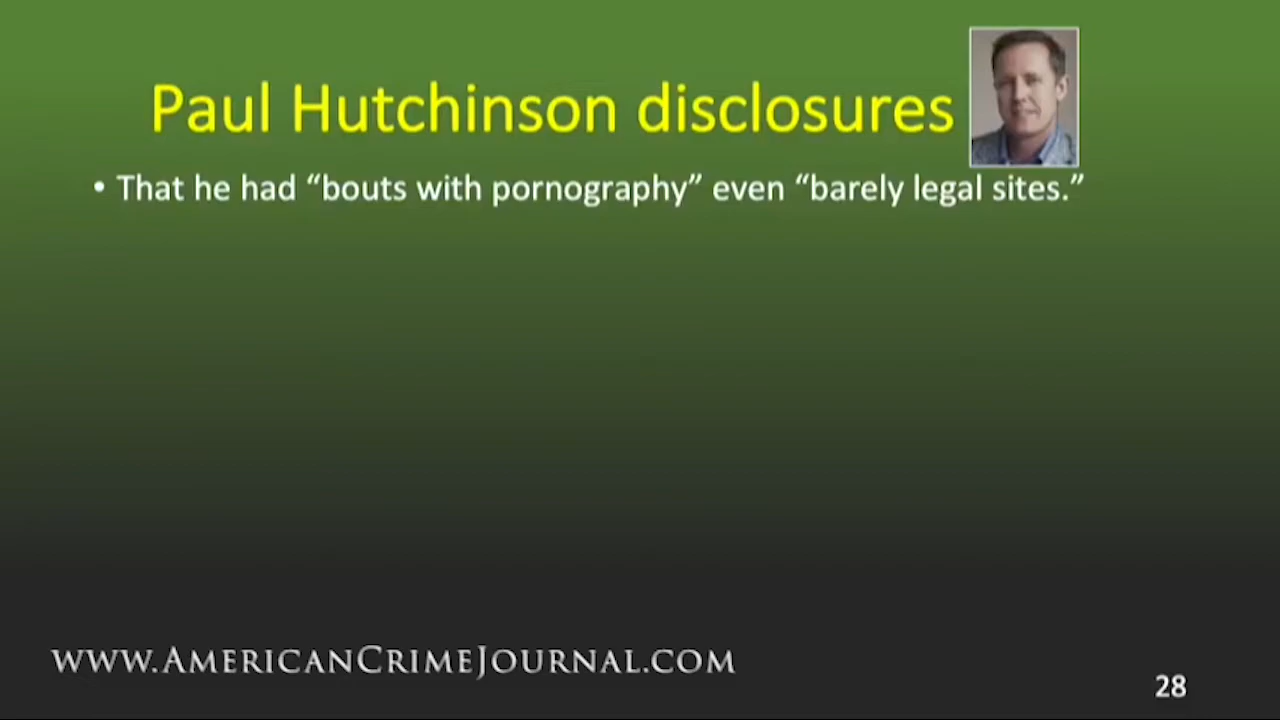 Paul Hutchinson disclosures
• That he had “bouts with pornography” even “barely legal sites.”
www.AmericanCrimeJournal.com
28